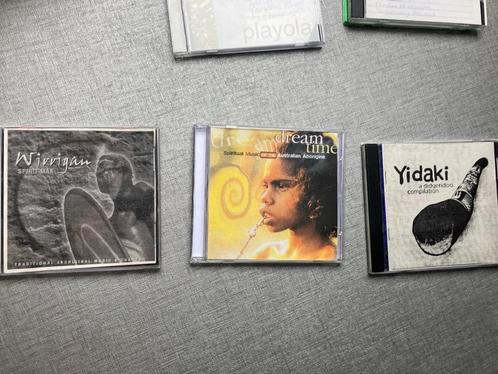 playola
Wirrigan
SPIRIT MAN
TRADITIONAL ABORIGINAL MUSIC
dream
time
Spiritual Music OF THE Australian Aborigine
Yidaki
a didgeridoo
compilation